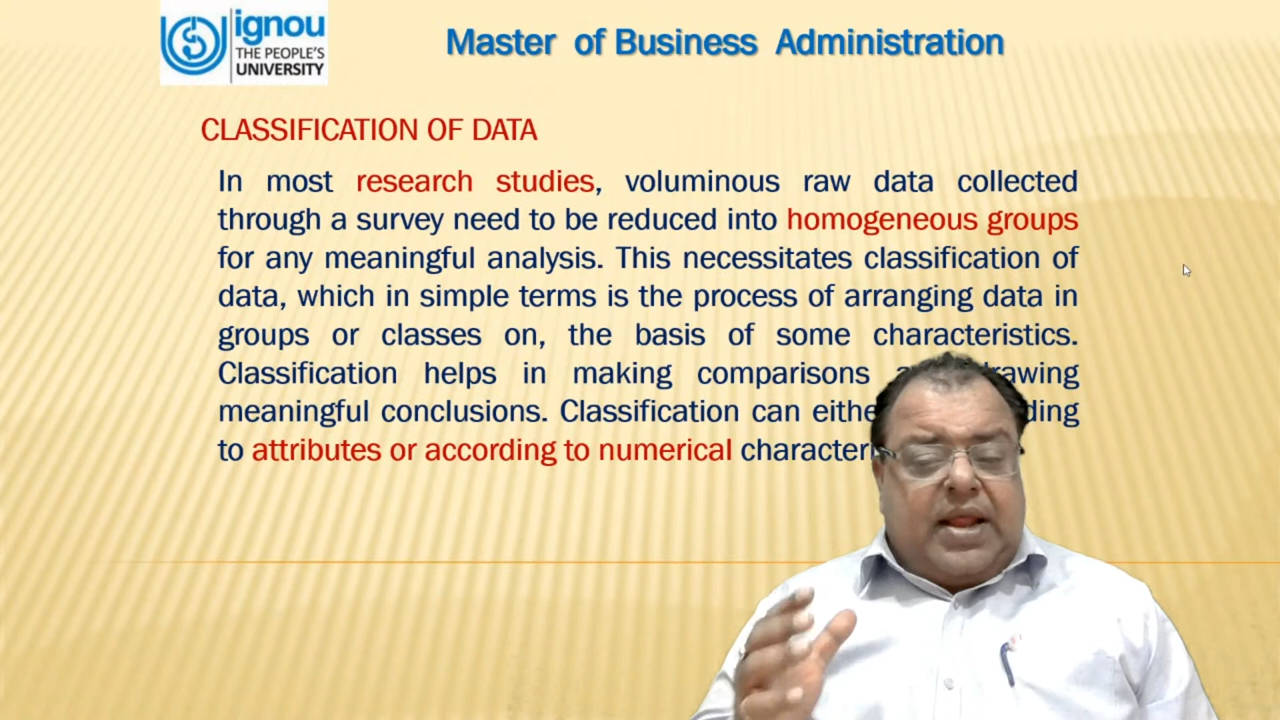 ignou
THE PEOPLE'S
UNIVERSITY
Master of Business Administration
CLASSIFICATION OF DATA
In most research studies, voluminous raw data collected
through a survey need to be reduced into homogeneous groups
for any meaningful analysis. This necessitates classification of
data, which in simple terms is the process of arranging data in
groups or classes on, the basis of some characteristics.
Classification helps in making comparisons
meaningful conclusions. Classification can
to attributes or according to numerical